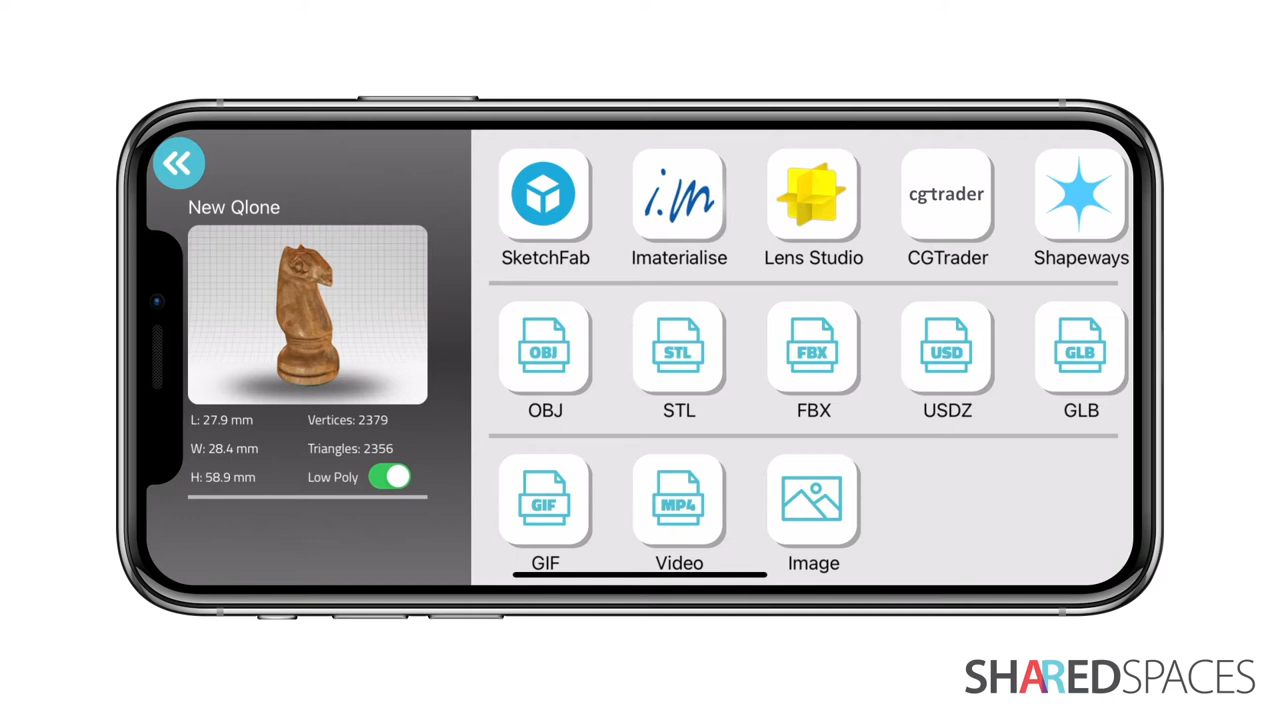 New Qlone
L: 27.9 mm
Vertices: 2379
W: 28.4 mm
Triangles: 2356
H: 58.9 mm
Low Poly
i.m
cgtrader
SketchFab
Imaterialise
Lens Studio
CGTrader
Shapeways
OBJ
STL
FBX
USD
GLB
OBJ
STL
FBX
USDZ
GLB
GIF
MP4
GIF
Video
Image
SHAREDSPACES